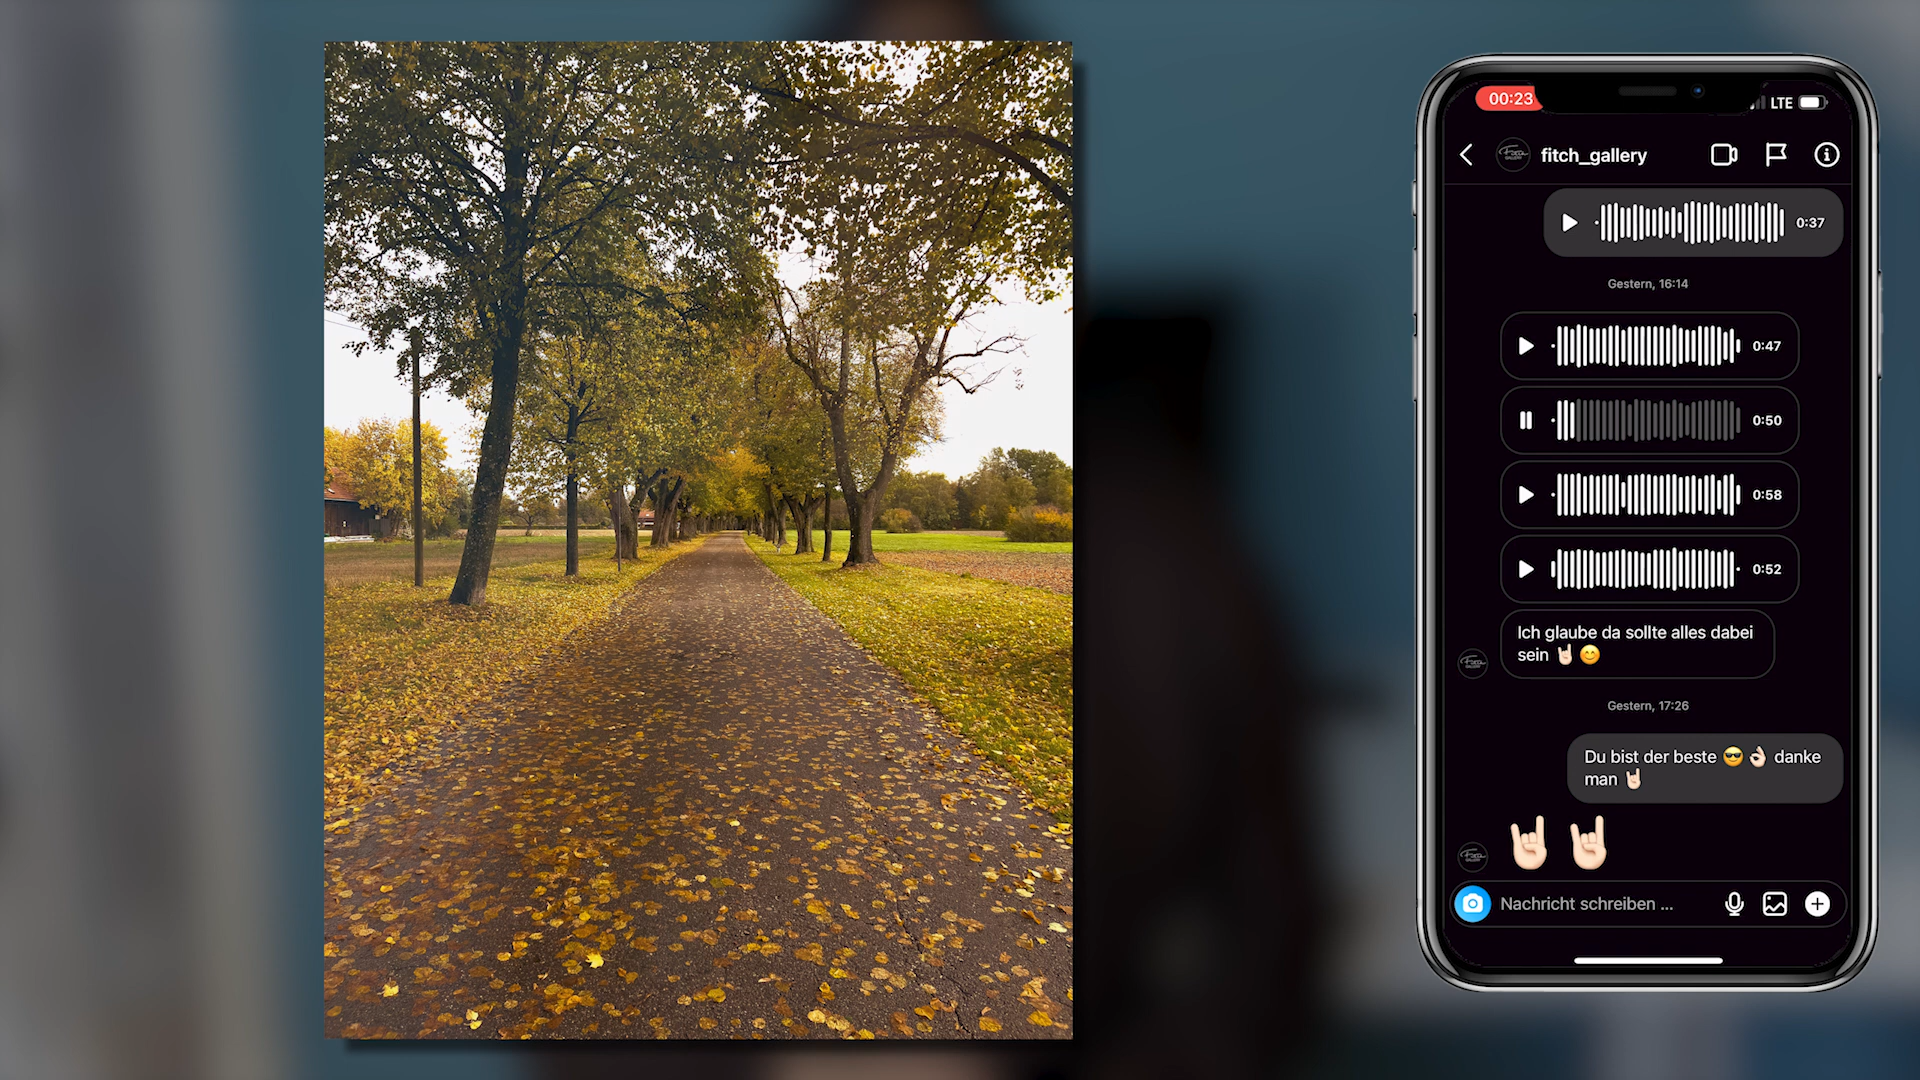 00:23
LTE
fitch_gallery
0:37
Gestern, 16:14
0:47
0:50
0:58
0:52
Ich glaube da sollte alles dabei
sein 🤘🏻😊
Gestern, 17:26
Du bist der beste 😎👌🏻 danke
man 🤘🏻
🤘🏻 🤘🏻
Nachricht schreiben ...